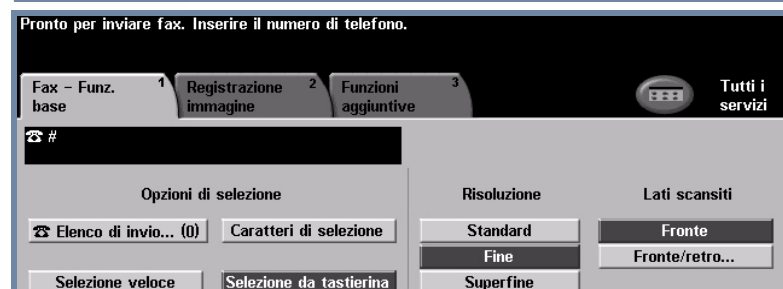 Pronto per inviare fax. Inserire il numero di telefono.
Fax - Funz. base 1
Registrazione immagine 2
Funzioni aggiuntive 3
Tutti i servizi
☎ #
Opzioni di selezione
Risoluzione
Lati scansiti
☎ Elenco di invio... (0)
Caratteri di selezione
Standard
Fronte
Fine
Fronte/retro...
Selezione veloce
Selezione da tastierina
Superfine